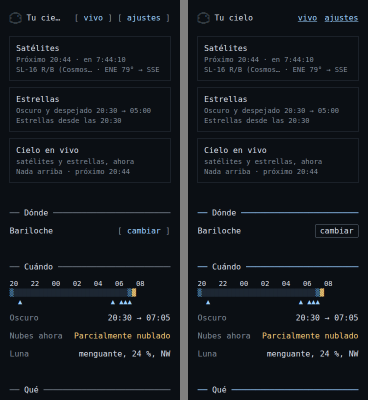 Tu cie… [ vivo ] [ ajustes ]
Satélites
Próximo 20:44 · en 7:44:10
SL-16 R/B (Cosmos… · ENE 79° → SSE
Estrellas
Oscuro y despejado 20:30 → 05:00
Estrellas desde las 20:30
Cielo en vivo
satélites y estrellas, ahora
Nada arriba · próximo 20:44
Dónde
Bariloche [ cambiar ]
Cuándo
20 22 00 02 04 06 08
Oscuro 20:30 → 07:05
Nubes ahora Parcialmente nublado
Luna menguante, 24 %, NW
Qué
Tu cielo vivo ajustes
Satélites
Próximo 20:44 · en 7:44:10
SL-16 R/B (Cosmos… · ENE 79° → SSE
Estrellas
Oscuro y despejado 20:30 → 05:00
Estrellas desde las 20:30
Cielo en vivo
satélites y estrellas, ahora
Nada arriba · próximo 20:44
Dónde
Bariloche cambiar
Cuándo
20 22 00 02 04 06 08
Oscuro 20:30 → 07:05
Nubes ahora Parcialmente nublado
Luna menguante, 24 %, NW
Qué